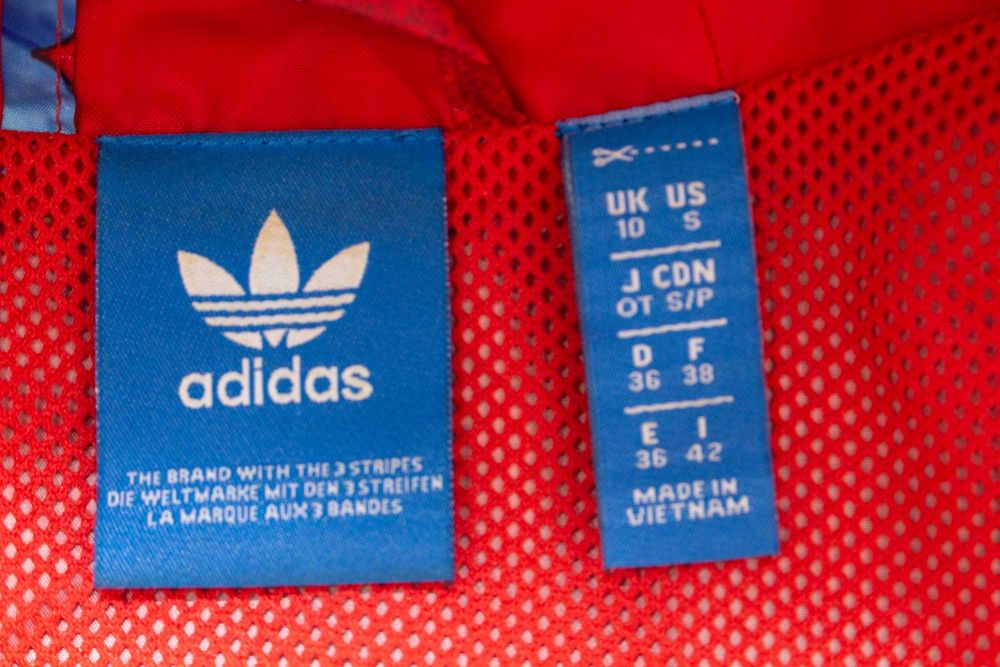 adidas
THE BRAND WITH THE 3 STRIPES
DIE WELTMARKE MIT DEN 3 STREIFEN
LA MARQUE AUX 3 BANDES
UK US
10 S
J CDN
OT S/P
D F
36 38
E I
36 42
MADE IN
VIETNAM